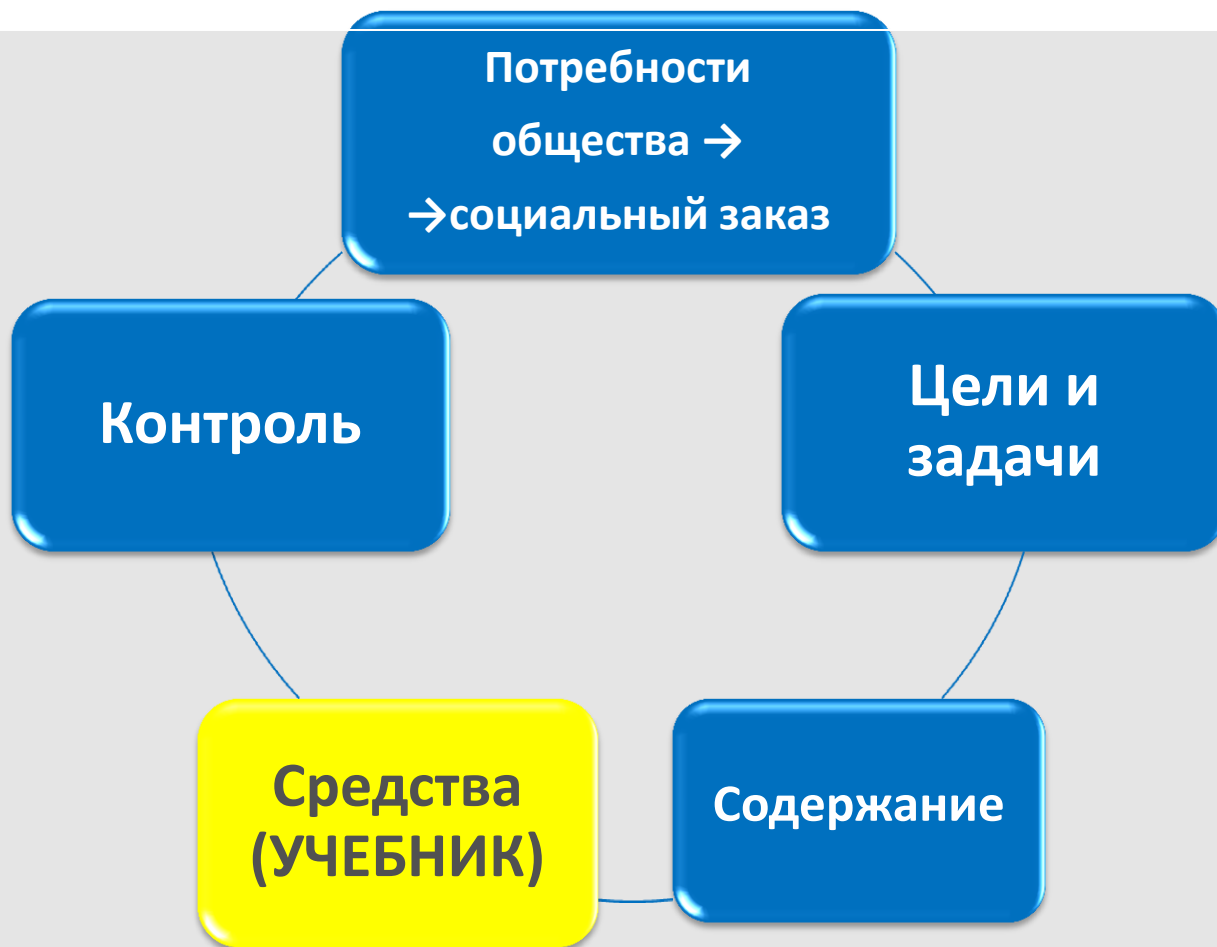 Потребности
общества →
→социальный заказ
Цели и
задачи
Содержание
Средства
(УЧЕБНИК)
Контроль